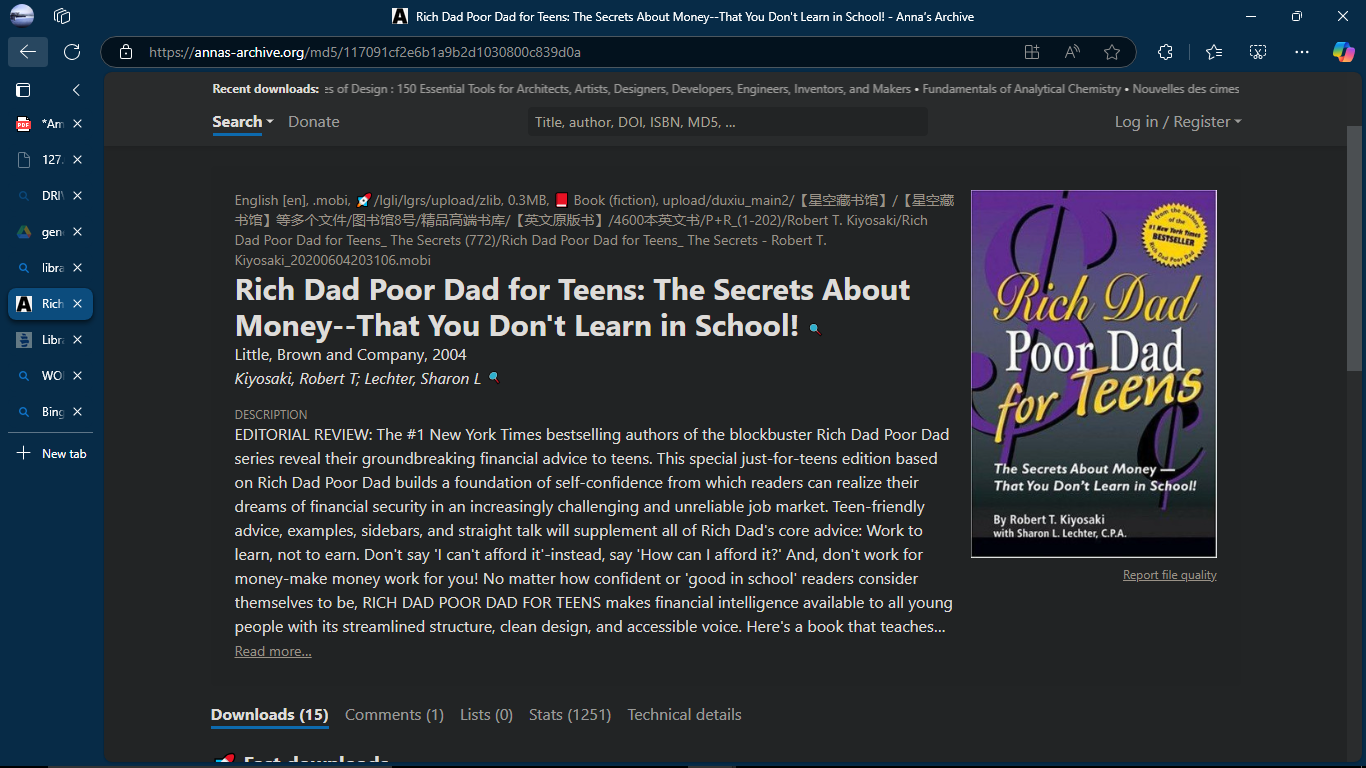 Rich Dad Poor Dad for Teens: The Secrets About Money--That You Don't Learn in School! - Anna's Archive
https://annas-archive.org/md5/117091cf2e6b1a9b2d1030800c839d0a
*Am
127.
DRI
gen
libra
Rich
Libr
WO
Bing
New tab
Recent downloads: es of Design : 150 Essential Tools for Architects, Artists, Designers, Developers, Engineers, Inventors, and Makers • Fundamentals of Analytical Chemistry • Nouvelles des cimes
Search Donate Title, author, DOI, ISBN, MD5, ... Log in / Register
English [en], .mobi, 🚀/lgli/lgrs/upload/zlib, 0.3MB, 📕 Book (fiction), upload/duxiu_main2/【星空藏书馆】/【星空藏
书馆】等多个文件/图书馆8号/精品高端书库/【英文原版书】/4600本英文书/P+R_(1-202)/Robert T. Kiyosaki/Rich
Dad Poor Dad for Teens_ The Secrets (772)/Rich Dad Poor Dad for Teens_ The Secrets - Robert T.
Kiyosaki_20200604203106.mobi
Rich Dad Poor Dad for Teens: The Secrets About
Money--That You Don't Learn in School!
Little, Brown and Company, 2004
Kiyosaki, Robert T; Lechter, Sharon L
DESCRIPTION
EDITORIAL REVIEW: The #1 New York Times bestselling authors of the blockbuster Rich Dad Poor Dad
series reveal their groundbreaking financial advice to teens. This special just-for-teens edition based
on Rich Dad Poor Dad builds a foundation of self-confidence from which readers can realize their
dreams of financial security in an increasingly challenging and unreliable job market. Teen-friendly
advice, examples, sidebars, and straight talk will supplement all of Rich Dad's core advice: Work to
learn, not to earn. Don't say 'I can't afford it'-instead, say 'How can I afford it?' And, don't work for
money-make money work for you! No matter how confident or 'good in school' readers consider
themselves to be, RICH DAD POOR DAD FOR TEENS makes financial intelligence available to all young
people with its streamlined structure, clean design, and accessible voice. Here's a book that teaches...
Read more...
#1 New York Times
BESTSELLER
Rich Dad
Poor Dad
for Teens
The Secrets About Money —
That You Don't Learn in School!
By Robert T. Kiyosaki
with Sharon L. Lechter, C.P.A.
Report file quality
Downloads (15) Comments (1) Lists (0) Stats (1251) Technical details